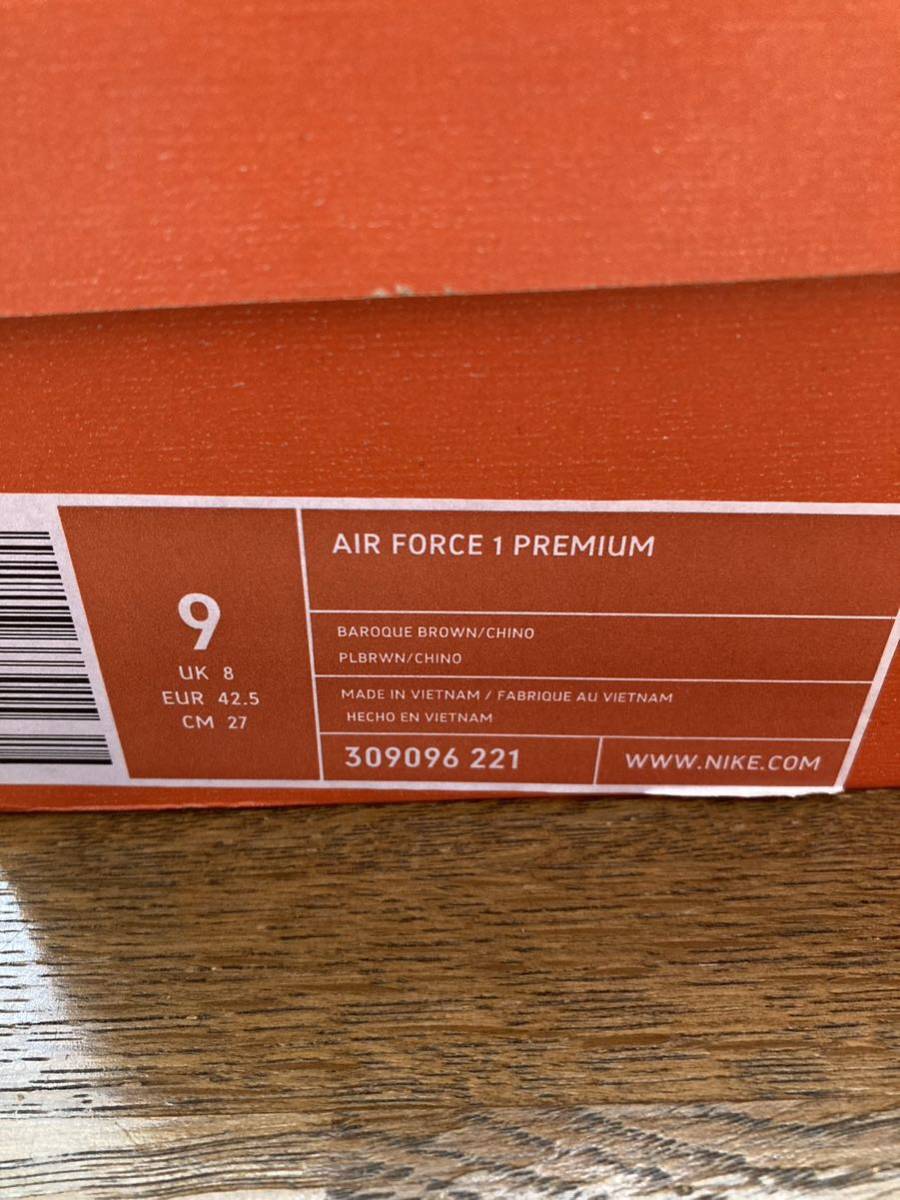 AIR FORCE 1 PREMIUM
9
UK 8
EUR 42.5
CM 27
BAROQUE BROWN/CHINO
PLBRWN/CHINO
MADE IN VIETNAM / FABRIQUE AU VIETNAM
HECHO EN VIETNAM
309096 221
WWW.NIKE.COM